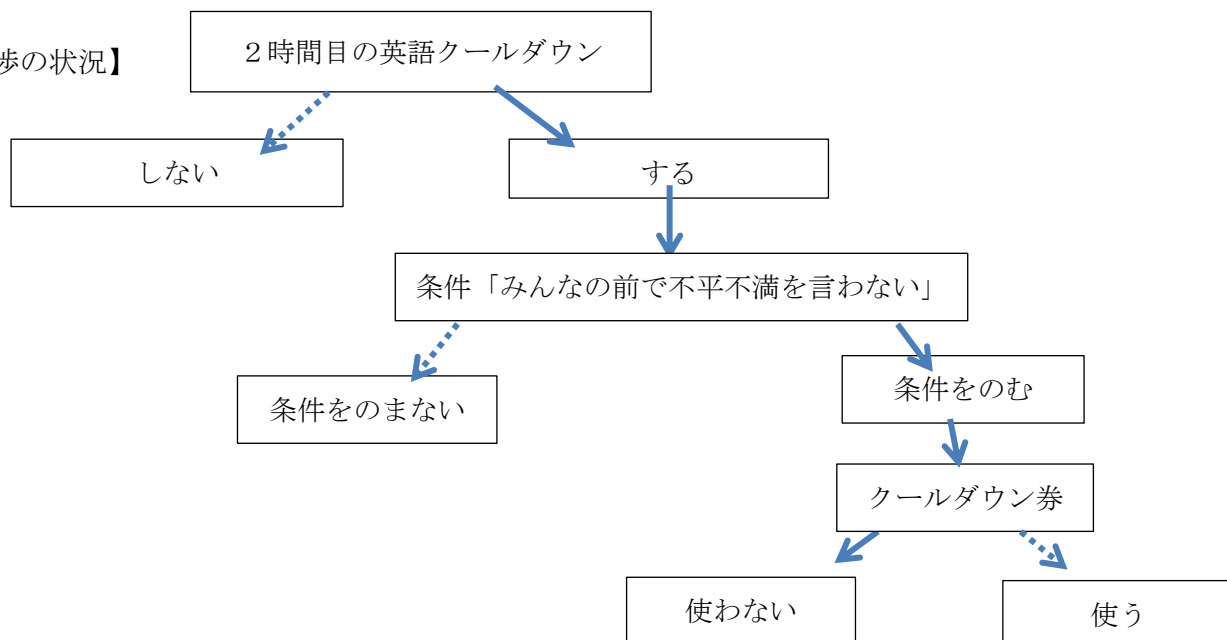 ２時間目の英語クールダウン
渉の状況】
しない
する
条件「みんなの前で不平不満を言わない」
条件をのまない
条件をのむ
クールダウン券
使わない
使う